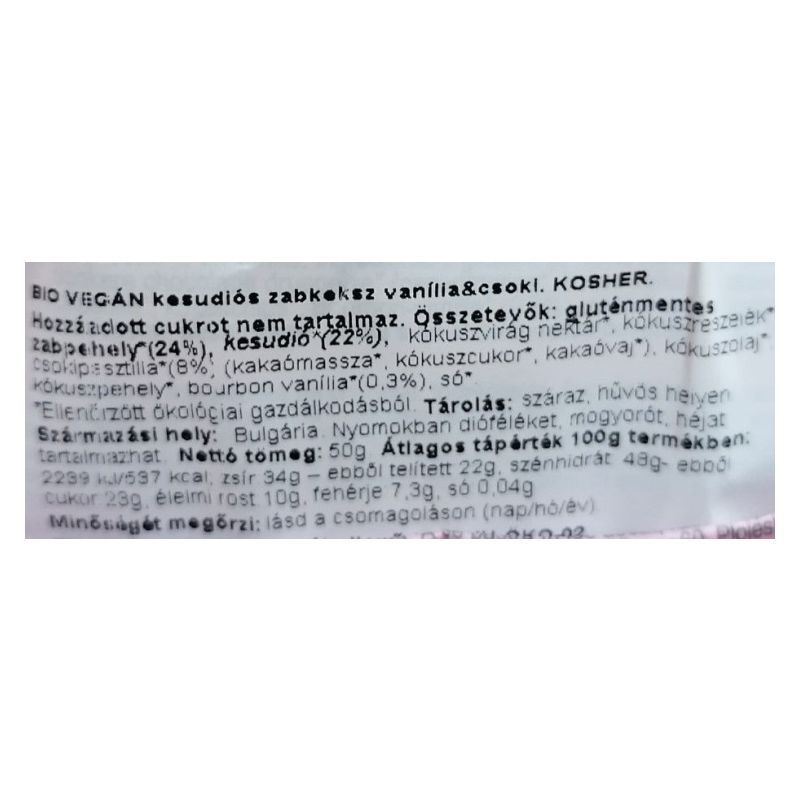 BIO VEGÁN kesudiós zabkeksz vanília&csoki. KOSHER.
Hozzáadott cukrot nem tartalmaz. Összetevők: gluténmentes
zabpehely*(24%), kesudió*(22%), kókuszvirág nektár*, kókuszreszelék*
csokipasztilla*(8%) (kakaómassza*, kókuszcukor*, kakaóvaj*), kókuszolaj*
kókuszpehely*, bourbon vanília*(0,3%), só*
*Ellenőrzött ökológiai gazdálkodásból. Tárolás: száraz, hűvös helyen
Származási hely: Bulgária. Nyomokban dióféléket, mogyorót, héjat
tartalmazhat. Nettó tömeg: 50g Átlagos tápérték 100g termékben:
2239 kJ/537 kcal, zsír 34g – ebből telített 22g, szénhidrát 48g- ebből
cukor 23g, élelmi rost 10g, fehérje 7,3g, só 0,04g
Minőségét megőrzi: lásd a csomagoláson (nap/hó/év)